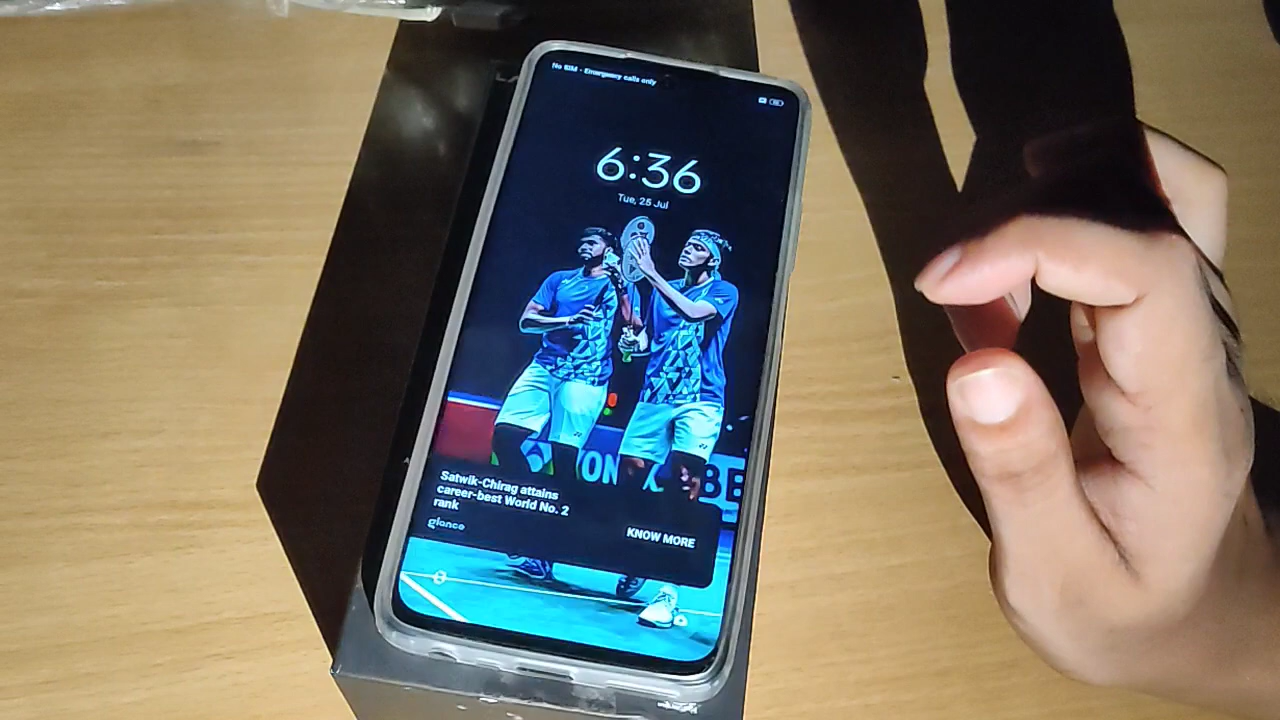 No SIM - Emergency calls only
6:36
Tue, 25 Jul
Satwik-Chirag attains
career-best World No. 2
rank
glance
KNOW MORE